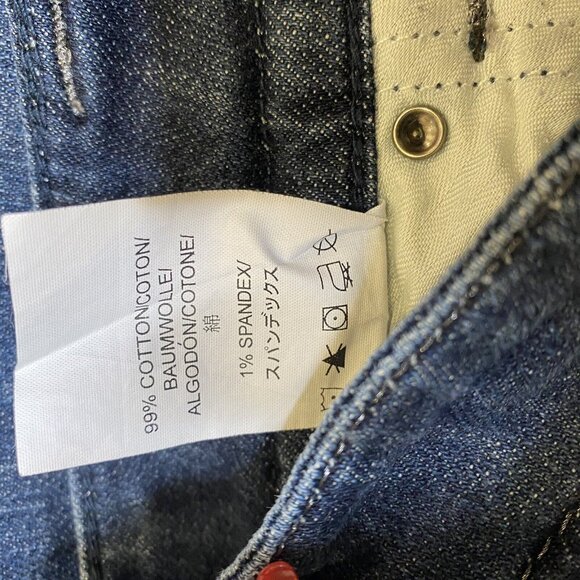 99% COTTON/COTON/
BAUMWOLLE/
ALGODÓN/COTONE/
綿
1% SPANDEX/
スパンデックス